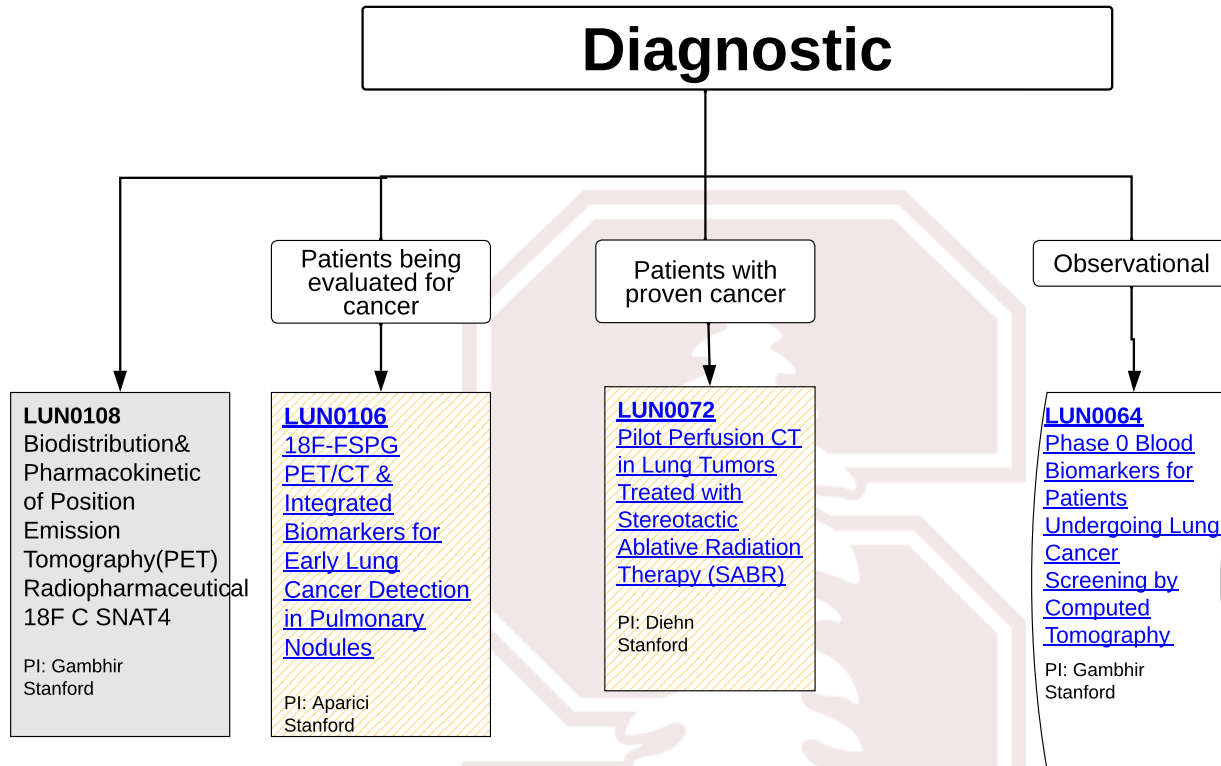 Diagnostic
Patients being
evaluated for
cancer
Patients with
proven cancer
Observational
LUN0108
Biodistribution&
Pharmacokinetic
of Position
Emission
Tomography(PET)
Radiopharmaceutical
18F C SNAT4
PI: Gambhir
Stanford
LUN0106
18F-FSPG
PET/CT &
Integrated
Biomarkers for
Early Lung
Cancer Detection
in Pulmonary
Nodules
PI: Aparici
Stanford
LUN0072
Pilot Perfusion CT
in Lung Tumors
Treated with
Stereotactic
Ablative Radiation
Therapy (SABR)
PI: Diehn
Stanford
LUN0064
Phase 0 Blood
Biomarkers for
Patients
Undergoing Lung
Cancer
Screening by
Computed
Tomography
PI: Gambhir
Stanford